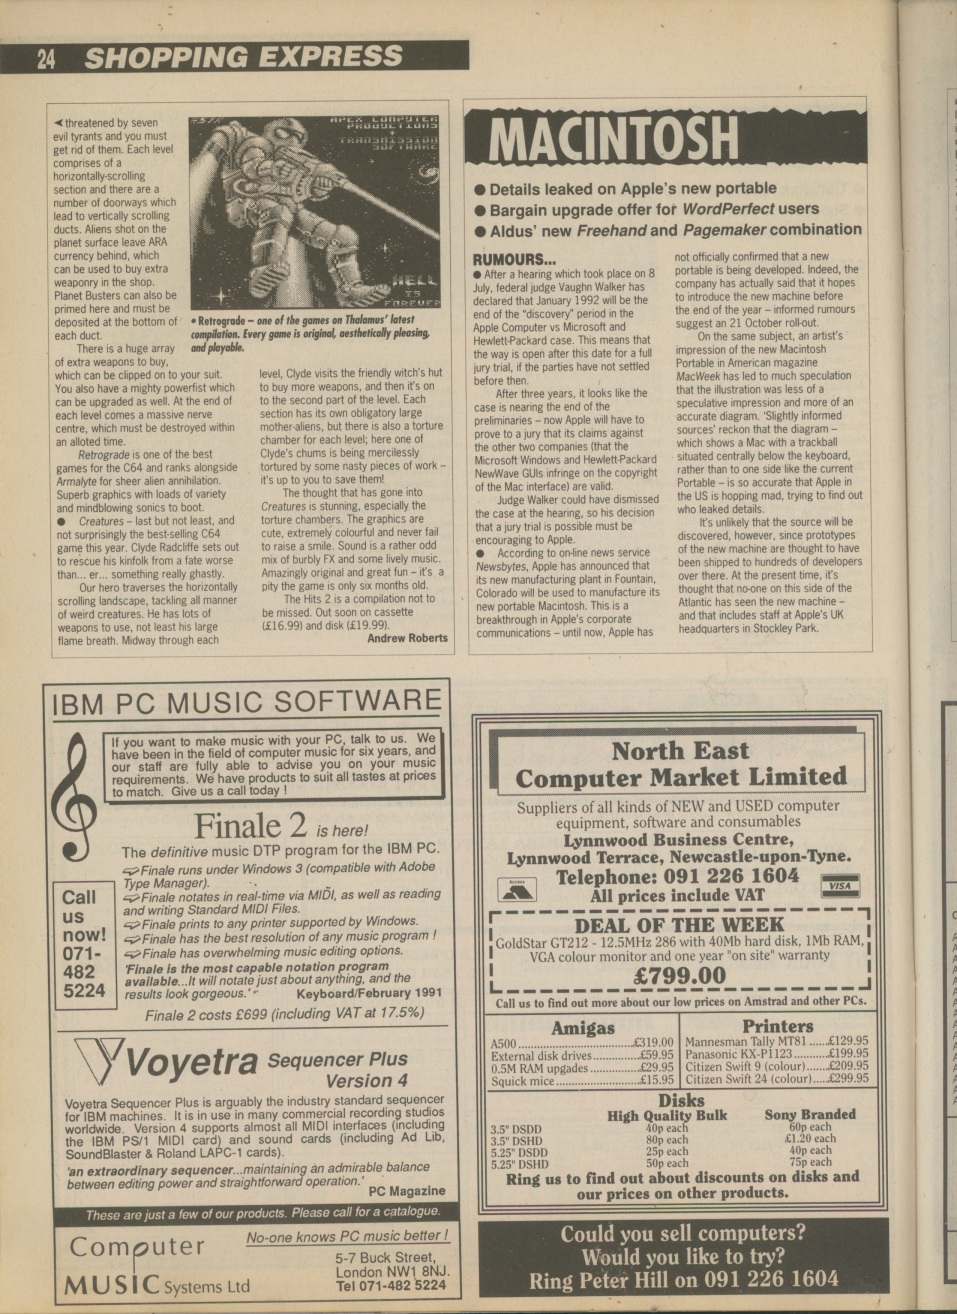 24 SHOPPING EXPRESS
threatened by seven
evil tyrants and you must
get rid of them. Each level
comprises of a
horizontally-scrolling
section and there are a
number of doorways which
lead to vertically scrolling
ducts. Aliens shot on the
planet surface leave ARA
currency behind, which
can be used to buy extra
weaponry in the shop.
Planet Busters can also be
primed here and must be
deposited at the bottom of
each duct.
There is a huge array
of extra weapons to buy,
which can be clipped on to your suit.
You also have a mighty powerfist which
can be upgraded as well. At the end of
each level comes a massive nerve
centre, which must be destroyed within
an alloted time.
Retrograde is one of the best
games for the C64 and ranks alongside
Armalyte for sheer alien annihilation.
Superb graphics with loads of variety
and mindblowing sonics to boot.
● Creatures – last but not least, and
not surprisingly the best-selling C64
game this year. Clyde Radcliffe sets out
to rescue his kinfolk from a fate worse
than... er... something really ghastly.
Our hero traverses the horizontally
scrolling landscape, tackling all manner
of weird creatures. He has lots of
weapons to use, not least his large
flame breath. Midway through each
APEX COMPUTER
PRODUCTIONS
TRANSMISSION
SOFTWARE
HELL
IS
FOREVER
• Retrograde – one of the games on Thalamus' latest
compilation. Every game is original, aesthetically pleasing,
and playable.
level, Clyde visits the friendly witch's hut
to buy more weapons, and then it's on
to the second part of the level. Each
section has its own obligatory large
mother-aliens, but there is also a torture
chamber for each level; here one of
Clyde's chums is being mercilessly
tortured by some nasty pieces of work –
it's up to you to save them!
The thought that has gone into
Creatures is stunning, especially the
torture chambers. The graphics are
cute, extremely colourful and never fail
to raise a smile. Sound is a rather odd
mix of burbly FX and some lively music.
Amazingly original and great fun – it's a
pity the game is only six months old.
The Hits 2 is a compilation not to
be missed. Out soon on cassette
(£16.99) and disk (£19.99).
Andrew Roberts
MACINTOSH
● Details leaked on Apple's new portable
● Bargain upgrade offer for WordPerfect users
● Aldus' new Freehand and Pagemaker combination
RUMOURS...
● After a hearing which took place on 8
July, federal judge Vaughn Walker has
declared that January 1992 will be the
end of the "discovery" period in the
Apple Computer vs Microsoft and
Hewlett-Packard case. This means that
the way is open after this date for a full
jury trial, if the parties have not settled
before then.
After three years, it looks like the
case is nearing the end of the
preliminaries – now Apple will have to
prove to a jury that its claims against
the other two companies (that the
Microsoft Windows and Hewlett-Packard
NewWave GUIs infringe on the copyright
of the Mac interface) are valid.
Judge Walker could have dismissed
the case at the hearing, so his decision
that a jury trial is possible must be
encouraging to Apple.
● According to on-line news service
Newsbytes, Apple has announced that
its new manufacturing plant in Fountain,
Colorado will be used to manufacture its
new portable Macintosh. This is a
breakthrough in Apple's corporate
communications – until now, Apple has
not officially confirmed that a new
portable is being developed. Indeed, the
company has actually said that it hopes
to introduce the new machine before
the end of the year – informed rumours
suggest an 21 October roll-out.
On the same subject, an artist's
impression of the new Macintosh
Portable in American magazine
MacWeek has led to much speculation
that the illustration was less of a
speculative impression and more of an
accurate diagram. 'Slightly informed
sources' reckon that the diagram –
which shows a Mac with a trackball
situated centrally below the keyboard,
rather than to one side like the current
Portable – is so accurate that Apple in
the US is hopping mad, trying to find out
who leaked details.
It's unlikely that the source will be
discovered, however, since prototypes
of the new machine are thought to have
been shipped to hundreds of developers
over there. At the present time, it's
thought that no-one on this side of the
Atlantic has seen the new machine –
and that includes staff at Apple's UK
headquarters in Stockley Park.
IBM PC MUSIC SOFTWARE
If you want to make music with your PC, talk to us. We
have been in the field of computer music for six years, and
our staff are fully able to advise you on your music
requirements. We have products to suit all tastes at prices
to match. Give us a call today !
Finale 2 is here!
The definitive music DTP program for the IBM PC.
Finale runs under Windows 3 (compatible with Adobe
Type Manager).
Finale notates in real-time via MIDI, as well as reading
and writing Standard MIDI Files.
Finale prints to any printer supported by Windows.
Finale has the best resolution of any music program !
Finale has overwhelming music editing options.
'Finale is the most capable notation program
available...It will notate just about anything, and the
results look gorgeous.' Keyboard/February 1991
Call
us
now!
071-
482
5224
Finale 2 costs £699 (including VAT at 17.5%)
Voyetra Sequencer Plus
Version 4
Voyetra Sequencer Plus is arguably the industry standard sequencer
for IBM machines. It is in use in many commercial recording studios
worldwide. Version 4 supports almost all MIDI interfaces (including
the IBM PS/1 MIDI card) and sound cards (including Ad Lib,
SoundBlaster & Roland LAPC-1 cards).
'an extraordinary sequencer...maintaining an admirable balance
between editing power and straightforward operation.'
PC Magazine
These are just a few of our products. Please call for a catalogue.
Computer
MUSIC Systems Ltd
No-one knows PC music better !
5-7 Buck Street,
London NW1 8NJ.
Tel 071-482 5224
North East
Computer Market Limited
Suppliers of all kinds of NEW and USED computer
equipment, software and consumables
Lynnwood Business Centre,
Lynnwood Terrace, Newcastle-upon-Tyne.
Telephone: 091 226 1604
All prices include VAT
Access
VISA
DEAL OF THE WEEK
GoldStar GT212 - 12.5MHz 286 with 40Mb hard disk, 1Mb RAM,
VGA colour monitor and one year "on site" warranty
£799.00
Call us to find out more about our low prices on Amstrad and other PCs.
Amigas
A500.....£319.00
External disk drives.....£59.95
0.5M RAM upgades.....£29.95
Squick mice.....£15.95
Printers
Mannesman Tally MT81.....£129.95
Panasonic KX-P1123.....£199.95
Citizen Swift 9 (colour).....£209.95
Citizen Swift 24 (colour).....£299.95
Disks
High Quality Bulk Sony Branded
3.5" DSDD 40p each 60p each
3.5" DSHD 80p each £1.20 each
5.25" DSDD 25p each 40p each
5.25" DSHD 50p each 75p each
Ring us to find out about discounts on disks and
our prices on other products.
Could you sell computers?
Would you like to try?
Ring Peter Hill on 091 226 1604